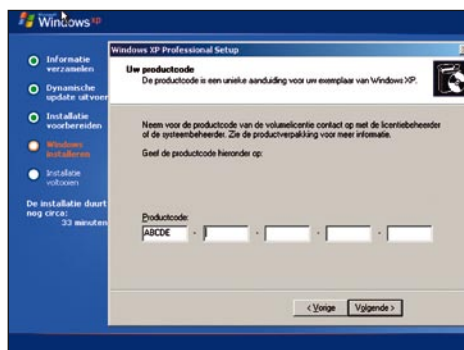 Microsoft
Windows xp
Informatie
verzamelen
Dynamische
update uitvoer
Installatie
voorbereiden
Windows
installeren
Installatie
voltooien
De installatie duurt
nog circa:
33 minuten
Windows XP Professional Setup
Uw productcode
De productcode is een unieke aanduiding voor uw exemplaar van Windows XP.
Neem voor de productcode van de volumelicentie contact op met de licentiebeheerder
of de systeembeheerder. Zie de productverpakking voor meer informatie.
Geef de productcode hieronder op:
Productcode:
ABCDE - - - -
< Vorige Volgende >